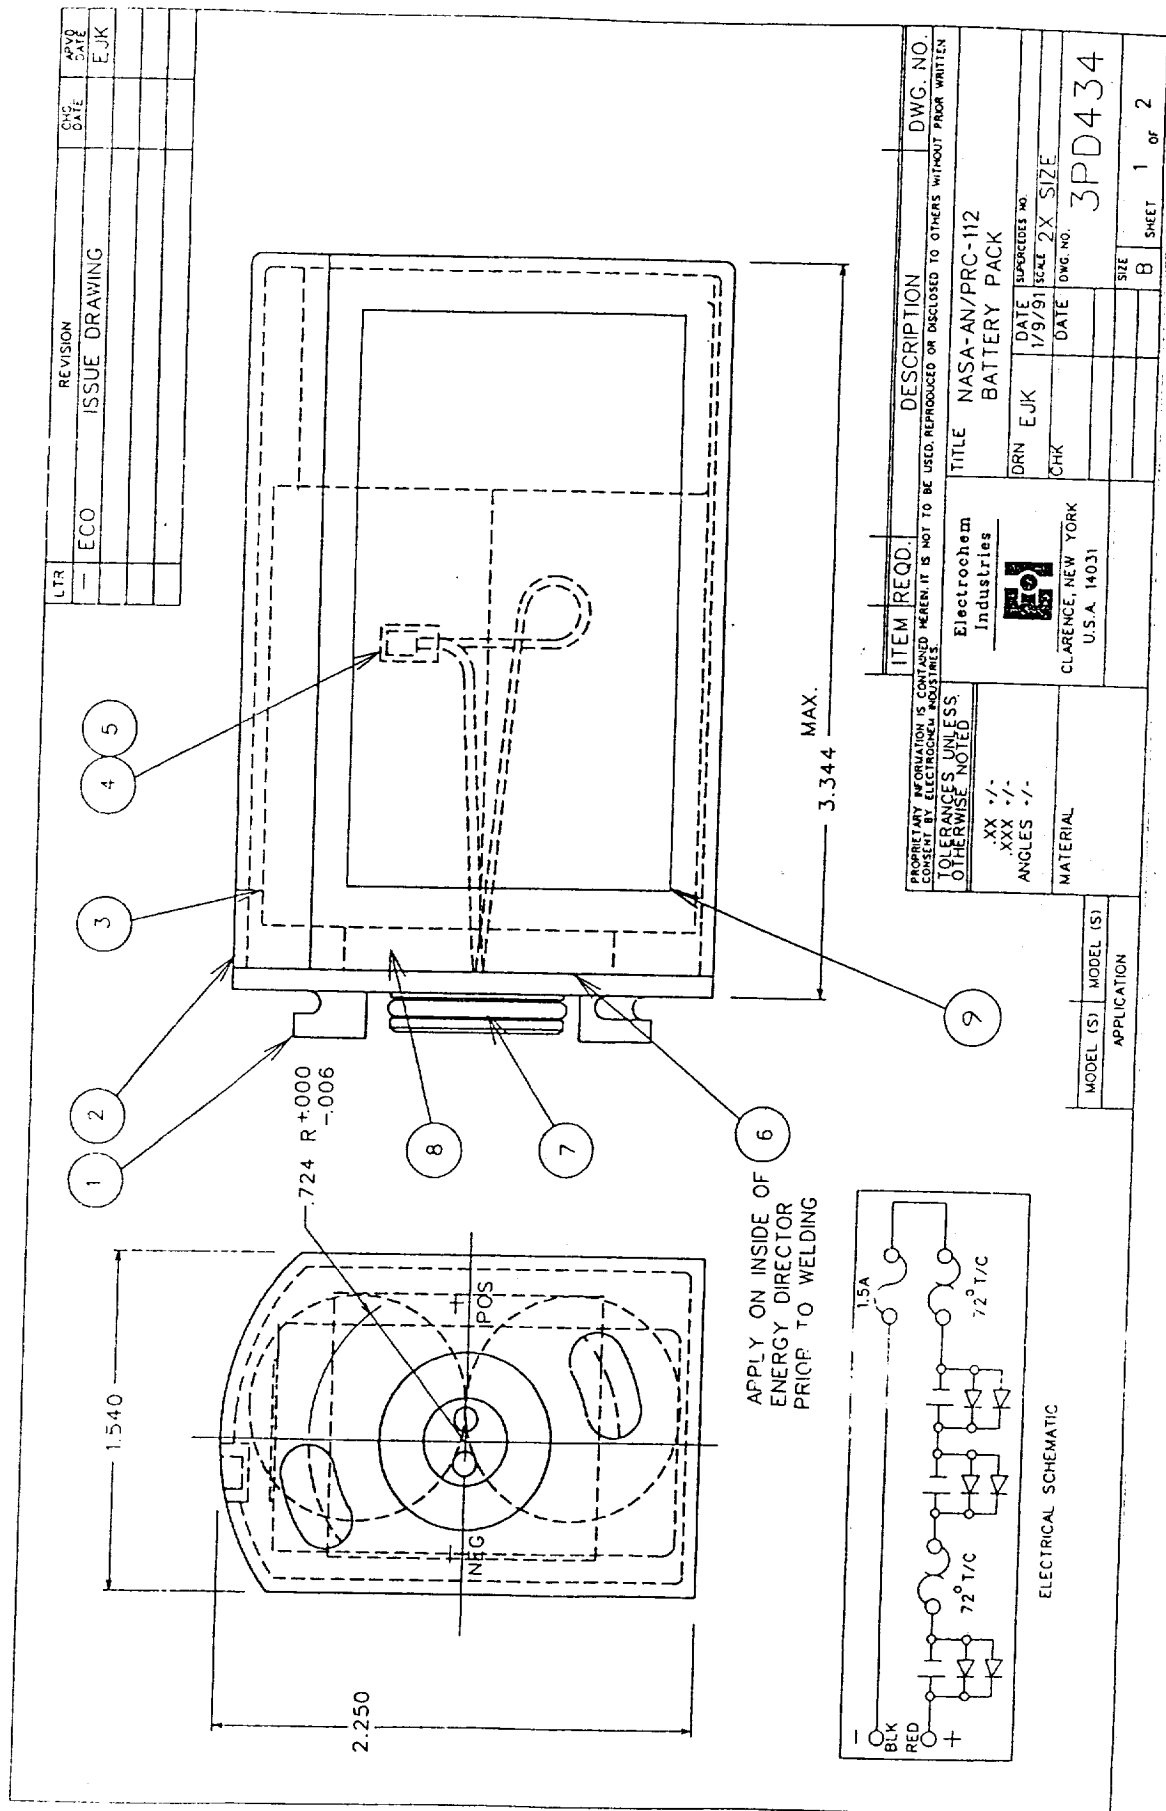 REVISION
LTR
CHG. DATE
APVD DATE
—
ECO
ISSUE DRAWING
EJK
1
2
3
4
5
6
7
8
9
1.540
2.250
.724 R +.000
-.006
POS
NEG
3.344 MAX.
APPLY ON INSIDE OF
ENERGY DIRECTOR
PRIOR TO WELDING
-
BLK
RED
+
1.5A
72° T/C
72° T/C
ELECTRICAL SCHEMATIC
MODEL (S)
MODEL (S)
APPLICATION
ITEM
REQD.
DESCRIPTION
DWG. NO.
PROPRIETARY INFORMATION IS CONTAINED HEREIN. IT IS NOT TO BE USED, REPRODUCED OR DISCLOSED TO OTHERS WITHOUT PRIOR WRITTEN
CONSENT BY ELECTROCHEM INDUSTRIES.
TOLERANCES UNLESS
OTHERWISE NOTED
.XX +/-
.XXX +/-
ANGLES +/-
MATERIAL
Electrochem
Industries
CLARENCE, NEW YORK
U.S.A. 14031
TITLE NASA-AN/PRC-112
BATTERY PACK
DRN EJK
DATE
1/9/91
SUPERCEDES NO.
SCALE 2X SIZE
CHK
DATE
DWG. NO.
3PD434
SIZE
B
SHEET 1 OF 2